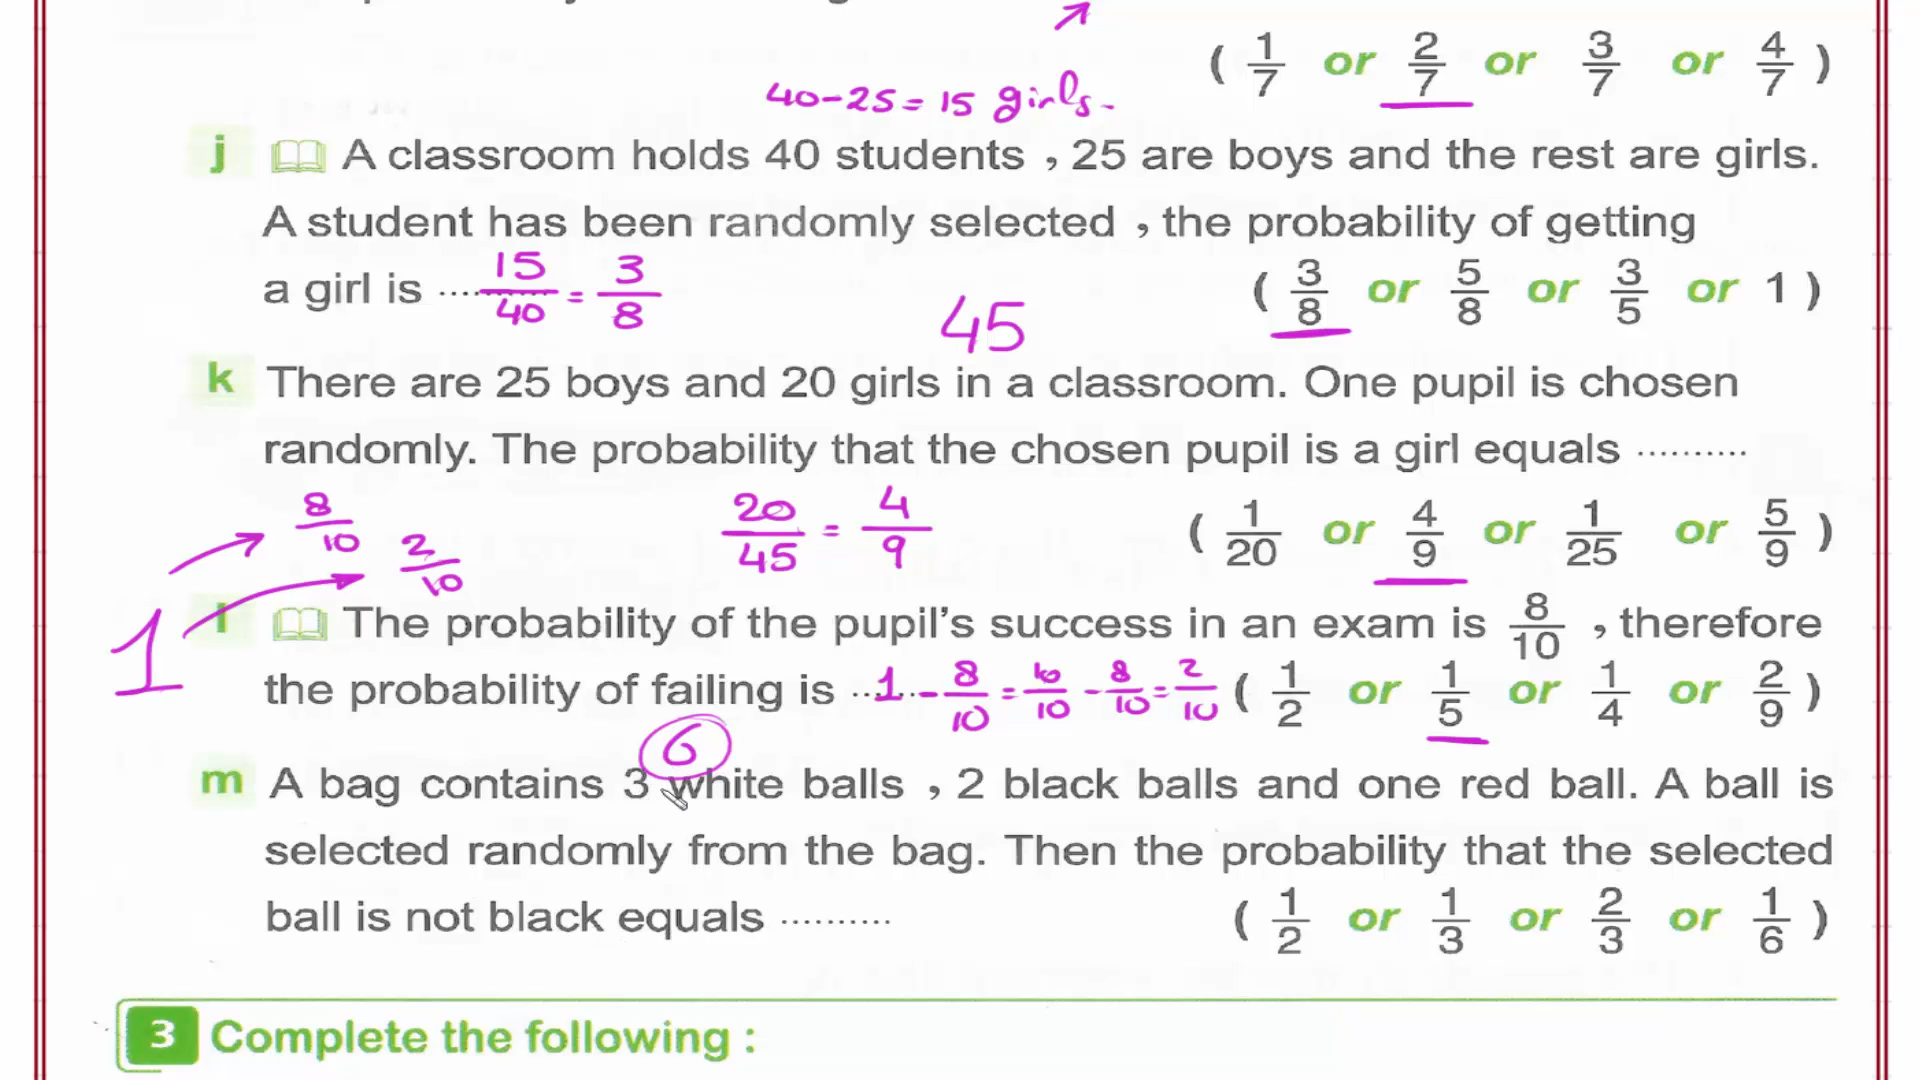 ( 1/7 or 2/7 or 3/7 or 4/7 )
40-25=15 girls.
j A classroom holds 40 students , 25 are boys and the rest are girls.
A student has been randomly selected , the probability of getting
a girl is ···· 15/40 = 3/8 ( 3/8 or 5/8 or 3/5 or 1 )
45
k There are 25 boys and 20 girls in a classroom. One pupil is chosen
randomly. The probability that the chosen pupil is a girl equals ··········
8/10 2/10 20/45 = 4/9 ( 1/20 or 4/9 or 1/25 or 5/9 )
1
l The probability of the pupil's success in an exam is 8/10 , therefore
the probability of failing is ··1··- 8/10 = 10/10 - 8/10 = 2/10 ( 1/2 or 1/5 or 1/4 or 2/9 )
6
m A bag contains 3 white balls , 2 black balls and one red ball. A ball is
selected randomly from the bag. Then the probability that the selected
ball is not black equals ·········· ( 1/2 or 1/3 or 2/3 or 1/6 )
3 Complete the following :